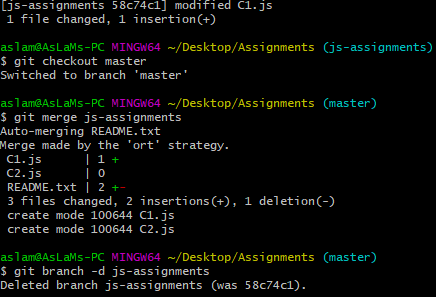 [js-assignments 58c74c1] modified C1.js
 1 file changed, 1 insertion(+)
aslam@AsLaMs-PC MINGW64 ~/Desktop/Assignments (js-assignments)
$ git checkout master
Switched to branch 'master'
aslam@AsLaMs-PC MINGW64 ~/Desktop/Assignments (master)
$ git merge js-assignments
Auto-merging README.txt
Merge made by the 'ort' strategy.
 C1.js      | 1 +
 C2.js      | 0
 README.txt | 2 +-
 3 files changed, 2 insertions(+), 1 deletion(-)
 create mode 100644 C1.js
 create mode 100644 C2.js
aslam@AsLaMs-PC MINGW64 ~/Desktop/Assignments (master)
$ git branch -d js-assignments
Deleted branch js-assignments (was 58c74c1).